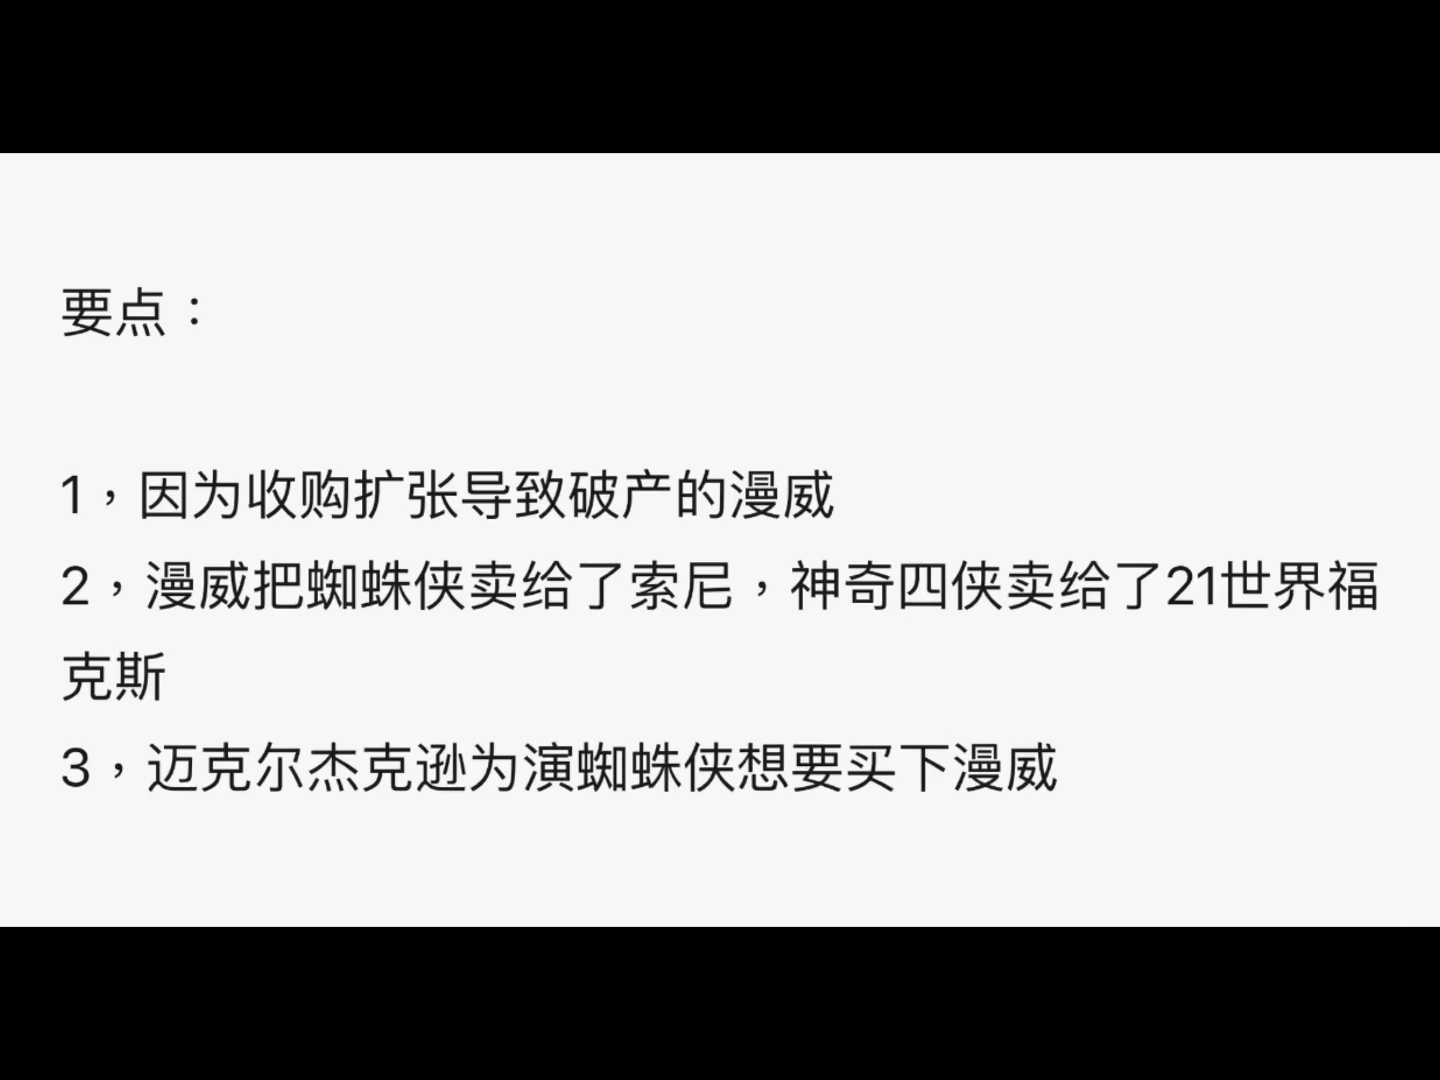 要点：
1，因为收购扩张导致破产的漫威
2，漫威把蜘蛛侠卖给了索尼，神奇四侠卖给了21世界福
克斯
3，迈克尔杰克逊为演蜘蛛侠想要买下漫威